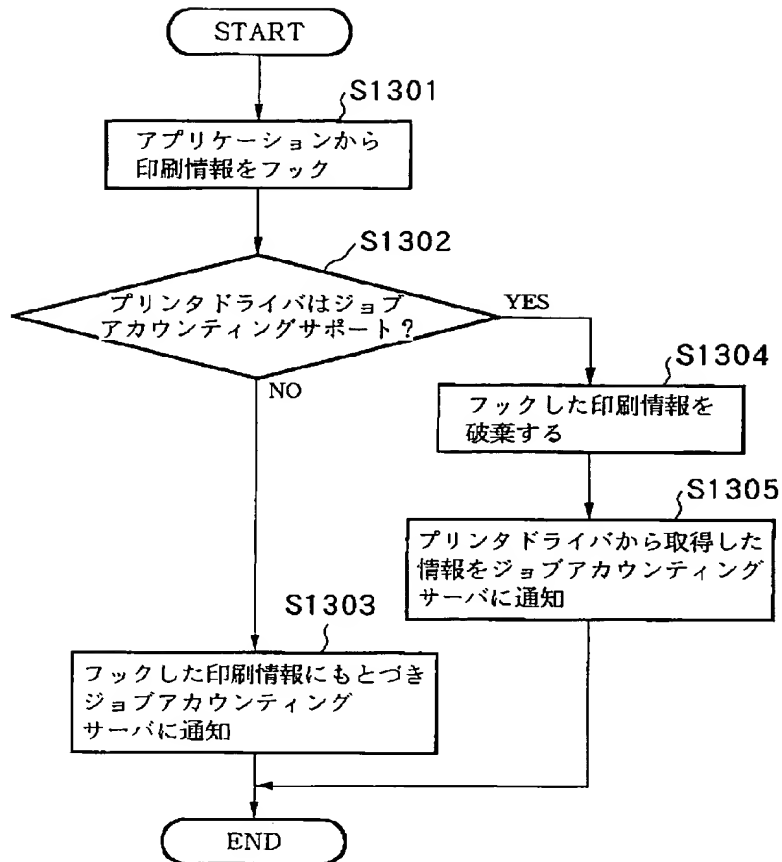 START
S1301
アプリケーションから
印刷情報をフック
S1302
プリンタドライバはジョブ
アカウンティングサポート？
YES
NO
S1304
フックした印刷情報を
破棄する
S1305
プリンタドライバから取得した
情報をジョブアカウンティング
サーバに通知
S1303
フックした印刷情報にもとづき
ジョブアカウンティング
サーバに通知
END